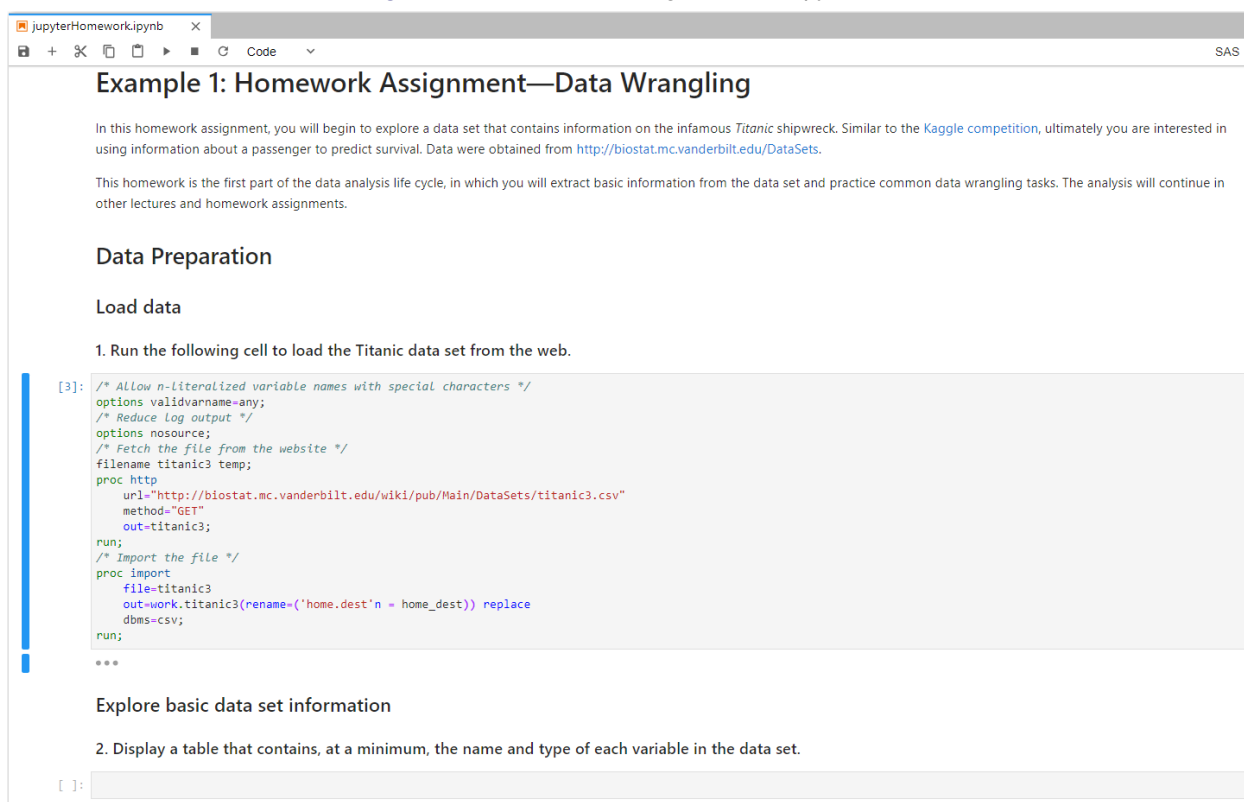 jupyterHomework.ipynb
Code
SAS
Example 1: Homework Assignment—Data Wrangling
In this homework assignment, you will begin to explore a data set that contains information on the infamous Titanic shipwreck. Similar to the Kaggle competition, ultimately you are interested in
using information about a passenger to predict survival. Data were obtained from http://biostat.mc.vanderbilt.edu/DataSets.
This homework is the first part of the data analysis life cycle, in which you will extract basic information from the data set and practice common data wrangling tasks. The analysis will continue in
other lectures and homework assignments.
Data Preparation
Load data
1. Run the following cell to load the Titanic data set from the web.
[3]: /* Allow n-literalized variable names with special characters */
options validvarname=any;
/* Reduce log output */
options nosource;
/* Fetch the file from the website */
filename titanic3 temp;
proc http
url="http://biostat.mc.vanderbilt.edu/wiki/pub/Main/DataSets/titanic3.csv"
method="GET"
out=titanic3;
run;
/* Import the file */
proc import
file=titanic3
out=work.titanic3(rename=('home.dest'n = home_dest)) replace
dbms=csv;
run;
Explore basic data set information
2. Display a table that contains, at a minimum, the name and type of each variable in the data set.
[ ]: